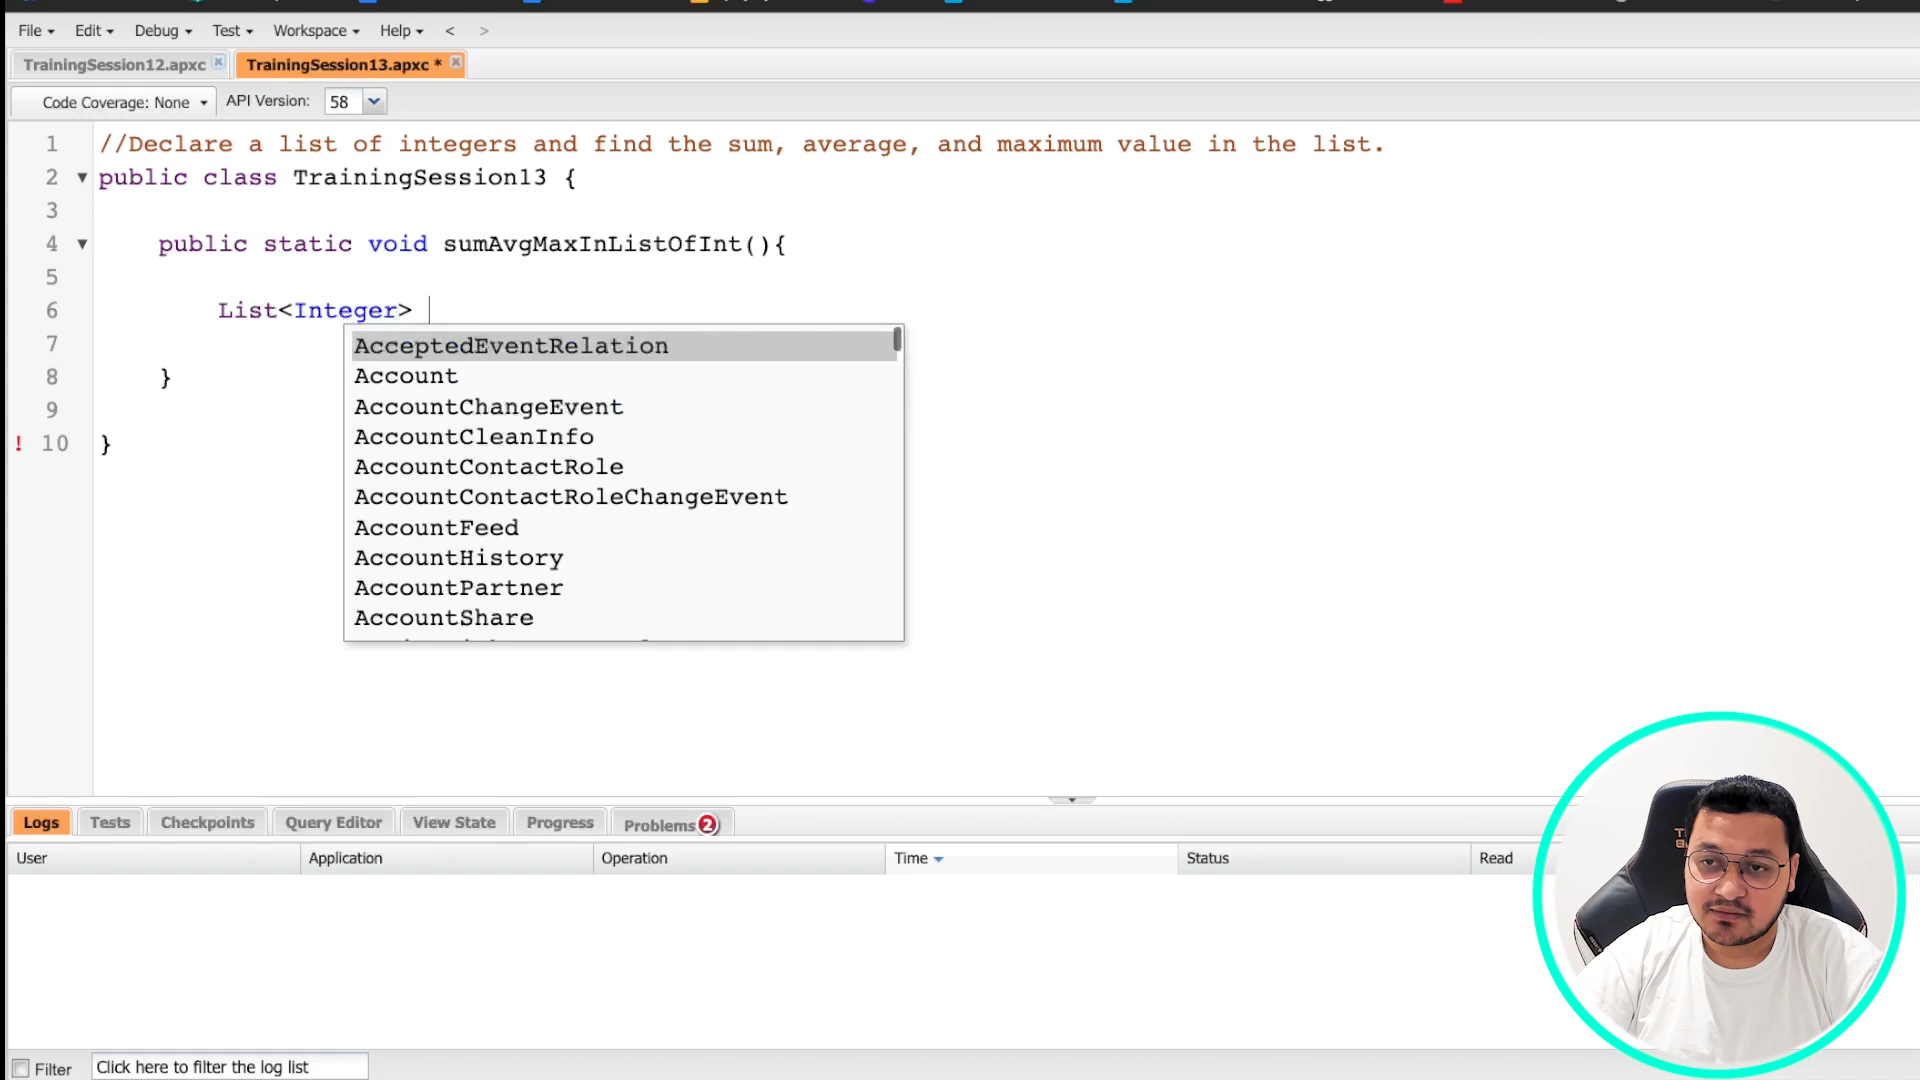 File Edit Debug Test Workspace Help < >
TrainingSession12.apxc TrainingSession13.apxc *
Code Coverage: None API Version: 58
1 //Declare a list of integers and find the sum, average, and maximum value in the list.
2 public class TrainingSession13 {
3
4 public static void sumAvgMaxInListOfInt(){
5
6 List<Integer>
7
8 }
9
! 10 }
AcceptedEventRelation
Account
AccountChangeEvent
AccountCleanInfo
AccountContactRole
AccountContactRoleChangeEvent
AccountFeed
AccountHistory
AccountPartner
AccountShare
Logs Tests Checkpoints Query Editor View State Progress Problems 2
User Application Operation Time Status Read
Filter Click here to filter the log list